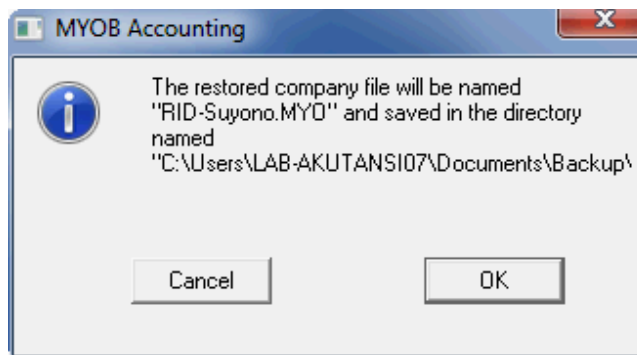 MYOB Accounting
The restored company file will be named
"RID-Suyono.MYO" and saved in the directory
named
"C:\Users\LAB-AKUTANSI07\Documents\Backup\
Cancel
OK